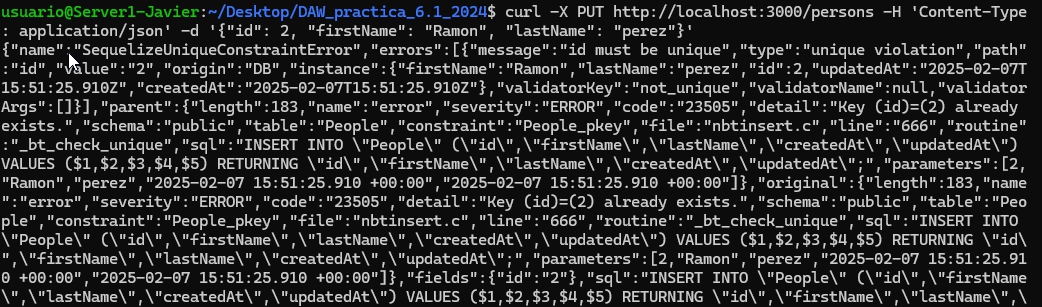 usuario@Server1-Javier:~/Desktop/DAW_practica_6.1_2024$ curl -X PUT http://localhost:3000/persons -H 'Content-Type
: application/json' -d '{"id": 2, "firstName": "Ramon", "lastName": "perez"}'
{"name":"SequelizeUniqueConstraintError","errors":[{"message":"id must be unique","type":"unique violation","path"
:"id","value":"2","origin":"DB","instance":{"firstName":"Ramon","lastName":"perez","id":2,"updatedAt":"2025-02-07T
15:51:25.910Z","createdAt":"2025-02-07T15:51:25.910Z"},"validatorKey":"not_unique","validatorName":null,"validator
Args":[]}],"parent":{"length":183,"name":"error","severity":"ERROR","code":"23505","detail":"Key (id)=(2) already
exists.","schema":"public","table":"People","constraint":"People_pkey","file":"nbtinsert.c","line":"666","routine"
:"_bt_check_unique","sql":"INSERT INTO \"People\" (\"id\",\"firstName\",\"lastName\",\"createdAt\",\"updatedAt\")
VALUES ($1,$2,$3,$4,$5) RETURNING \"id\",\"firstName\",\"lastName\",\"createdAt\",\"updatedAt\";","parameters":[2,
"Ramon","perez","2025-02-07 15:51:25.910 +00:00","2025-02-07 15:51:25.910 +00:00"]},"original":{"length":183,"name
":"error","severity":"ERROR","code":"23505","detail":"Key (id)=(2) already exists.","schema":"public","table":"Peo
ple","constraint":"People_pkey","file":"nbtinsert.c","line":"666","routine":"_bt_check_unique","sql":"INSERT INTO
\"People\" (\"id\",\"firstName\",\"lastName\",\"createdAt\",\"updatedAt\") VALUES ($1,$2,$3,$4,$5) RETURNING \"id\
",\"firstName\",\"lastName\",\"createdAt\",\"updatedAt\";","parameters":[2,"Ramon","perez","2025-02-07 15:51:25.91
0 +00:00","2025-02-07 15:51:25.910 +00:00"]},"fields":{"id":"2"},"sql":"INSERT INTO \"People\" (\"id\",\"firstName
\",\"lastName\",\"createdAt\",\"updatedAt\") VALUES ($1,$2,$3,$4,$5) RETURNING \"id\",\"firstName\",\"lastName\",\